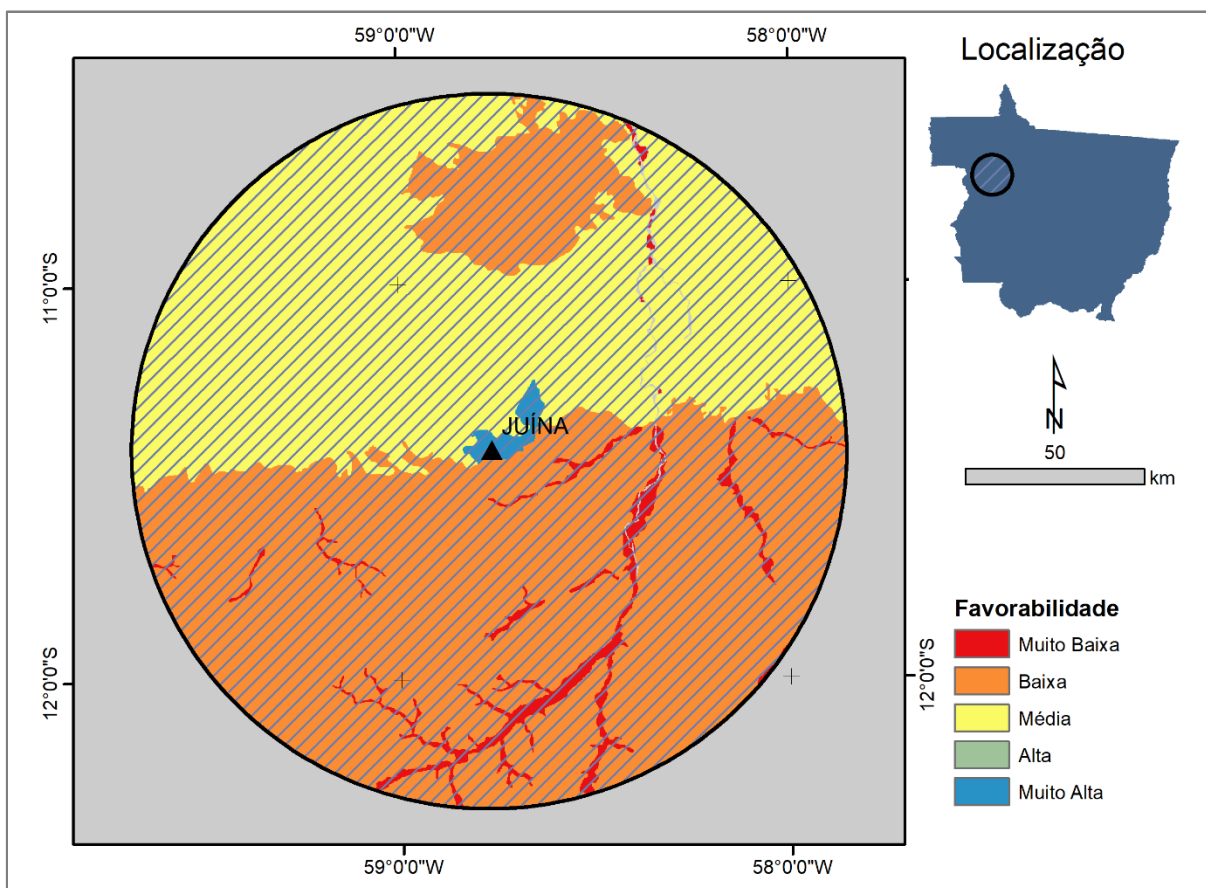 59°0'0"W
58°0'0"W
Localização
11°0'0"S
JUÍNA
N
50
km
12°0'0"S
12°0'0"S
Favorabilidade
Muito Baixa
Baixa
Média
Alta
Muito Alta
59°0'0"W
58°0'0"W